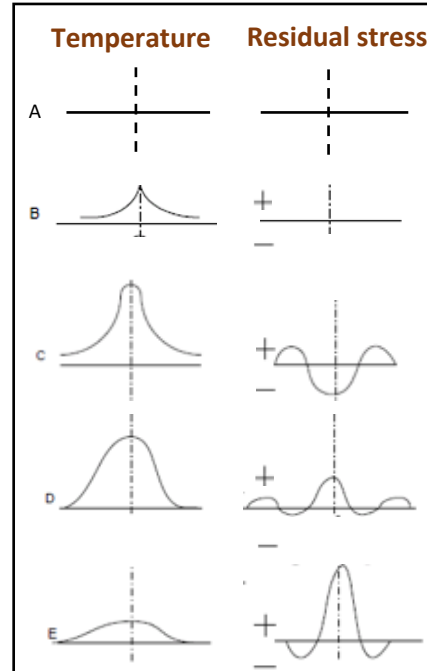 Temperature Residual stress
A
B + −
C + −
D + −
E + −